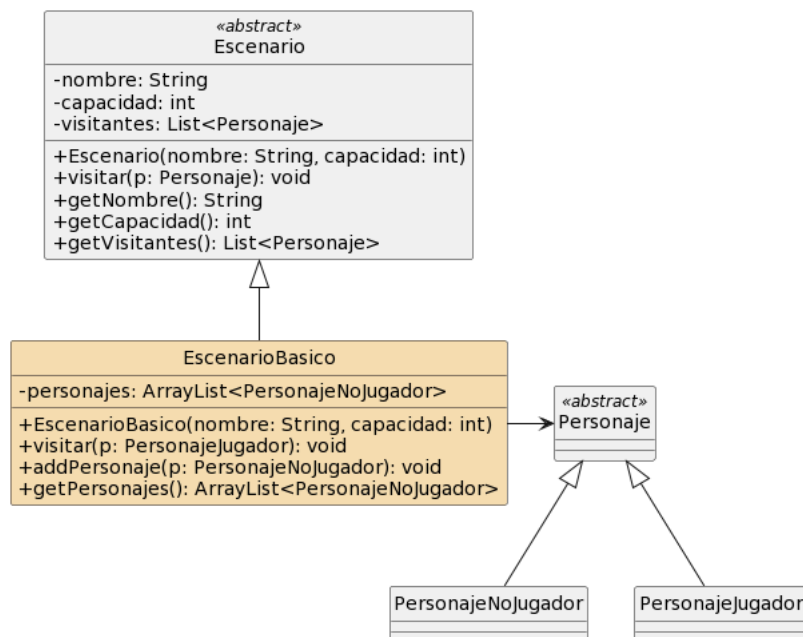 «abstract»
Escenario
-nombre: String
-capacidad: int
-visitantes: List<Personaje>
+Escenario(nombre: String, capacidad: int)
+visitar(p: Personaje): void
+getNombre(): String
+getCapacidad(): int
+getVisitantes(): List<Personaje>
EscenarioBasico
-personajes: ArrayList<PersonajeNoJugador>
+EscenarioBasico(nombre: String, capacidad: int)
+visitar(p: PersonajeJugador): void
+addPersonaje(p: PersonajeNoJugador): void
+getPersonajes(): ArrayList<PersonajeNoJugador>
«abstract»
Personaje
PersonajeNoJugador
PersonajeJugador